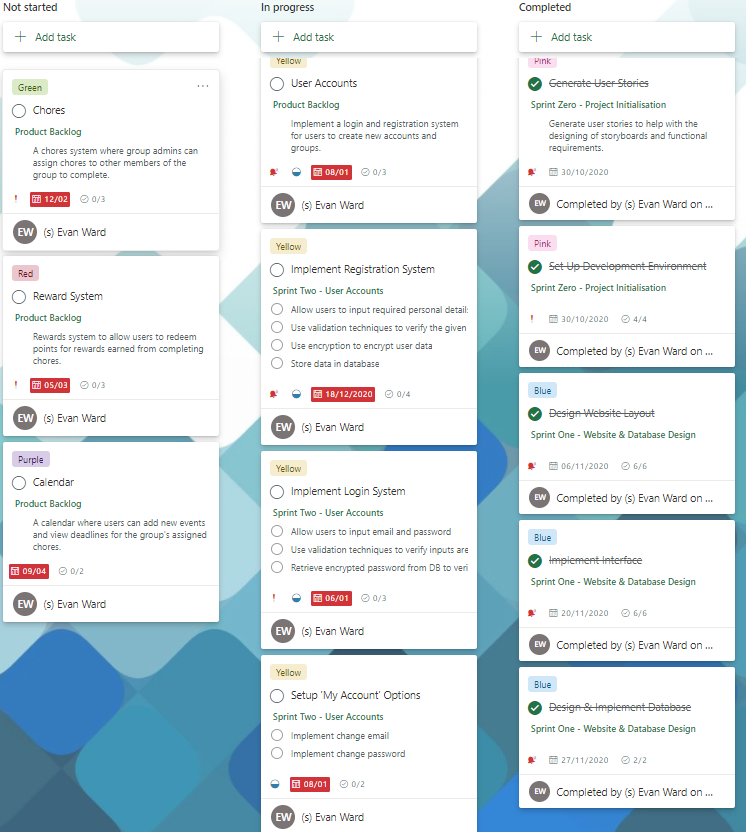 Not started
Add task
Green
Chores
Product Backlog
A chores system where group admins can
assign chores to other members of the
group to complete.
12/02
0/3
EW (s) Evan Ward
Red
Reward System
Product Backlog
Rewards system to allow users to redeem
points for rewards earned from completing
chores.
05/03
0/3
EW (s) Evan Ward
Purple
Calendar
Product Backlog
A calendar where users can add new events
and view deadlines for the group's assigned
chores.
09/04
0/2
EW (s) Evan Ward
In progress
Add task
Yellow
User Accounts
Product Backlog
Implement a login and registration system
for users to create new accounts and
groups.
08/01
0/3
EW (s) Evan Ward
Yellow
Implement Registration System
Sprint Two - User Accounts
Allow users to input required personal details
Use validation techniques to verify the given
Use encryption to encrypt user data
Store data in database
18/12/2020
0/4
EW (s) Evan Ward
Yellow
Implement Login System
Sprint Two - User Accounts
Allow users to input email and password
Use validation techniques to verify inputs are
Retrieve encrypted password from DB to veri
06/01
0/3
EW (s) Evan Ward
Yellow
Setup 'My Account' Options
Sprint Two - User Accounts
Implement change email
Implement change password
08/01
0/2
EW (s) Evan Ward
Completed
Add task
Pink
Generate User Stories
Sprint Zero - Project Initialisation
Generate user stories to help with the
designing of storyboards and functional
requirements.
30/10/2020
EW Completed by (s) Evan Ward on ...
Pink
Set Up Development Environment
Sprint Zero - Project Initialisation
30/10/2020
4/4
EW Completed by (s) Evan Ward on ...
Blue
Design Website Layout
Sprint One - Website & Database Design
06/11/2020
6/6
EW Completed by (s) Evan Ward on ...
Blue
Implement Interface
Sprint One - Website & Database Design
20/11/2020
6/6
EW Completed by (s) Evan Ward on ...
Blue
Design & Implement Database
Sprint One - Website & Database Design
27/11/2020
2/2
EW Completed by (s) Evan Ward on ...